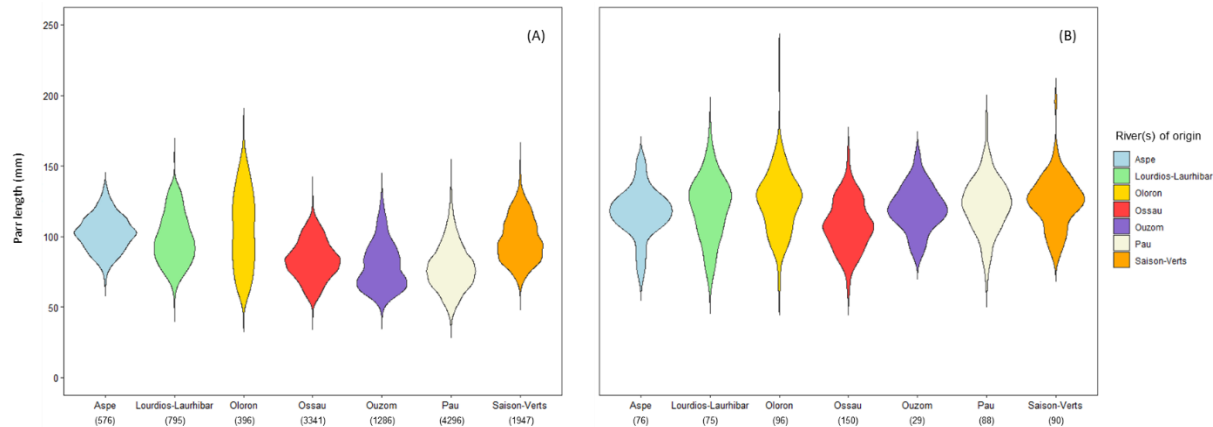 (A)
Parr length (mm)
250
200
150
100
50
0
Aspe Lourdios-Laurhibar Oloron Ossau Ouzom Pau Saison-Verts
(576) (795) (396) (3341) (1286) (4296) (1947)
(B)
Aspe Lourdios-Laurhibar Oloron Ossau Ouzom Pau Saison-Verts
(76) (75) (96) (150) (29) (88) (90)
River(s) of origin
Aspe
Lourdios-Laurhibar
Oloron
Ossau
Ouzom
Pau
Saison-Verts